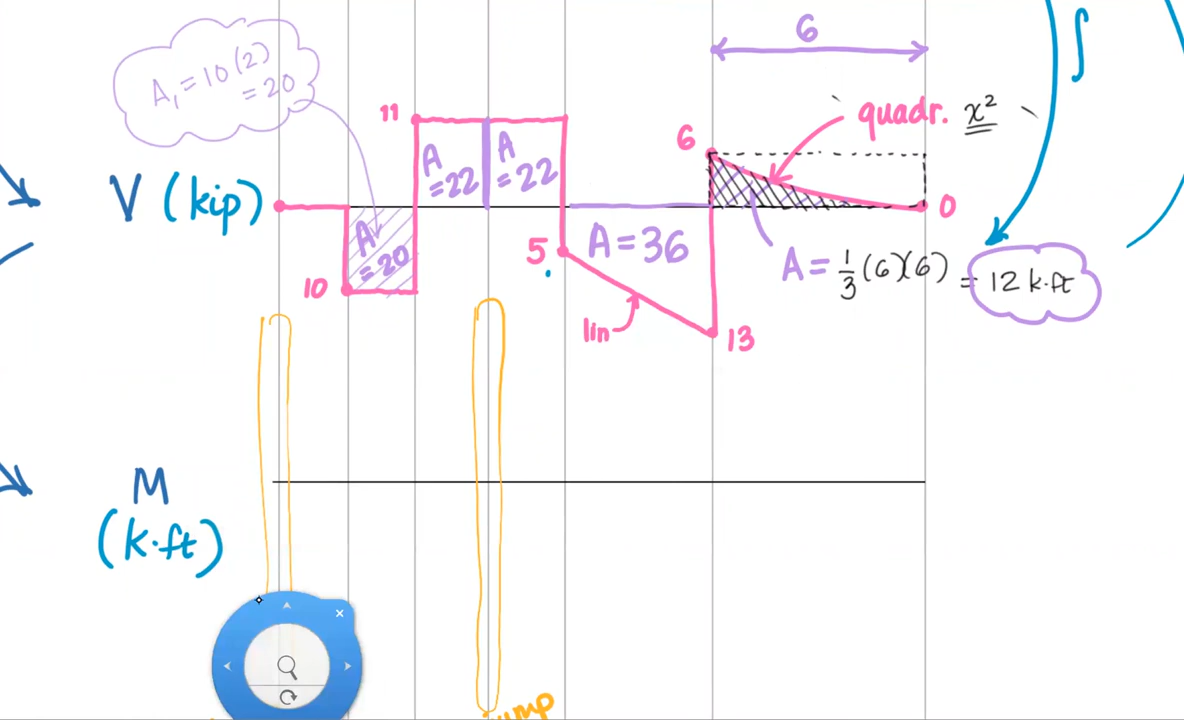 6
∫
A₁ = 10(2)
= 20
11
A
= 22
A
= 22
6
quadr. x²
V (kip)
0
A
= 20
5
A = 36
A = 1/3 (6)(6) = 12 k·ft
10
lin
13
M
(k·ft)